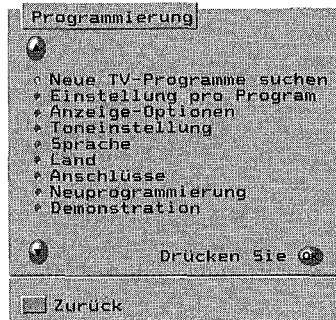 Programmierung
Neue TV-Programme suchen
Einstellung pro Program
Anzeige-Optionen
Toneinstellung
Sprache
Land
Anschlüsse
Neuprogrammierung
Demonstration
Drücken Sie OK
Zurück